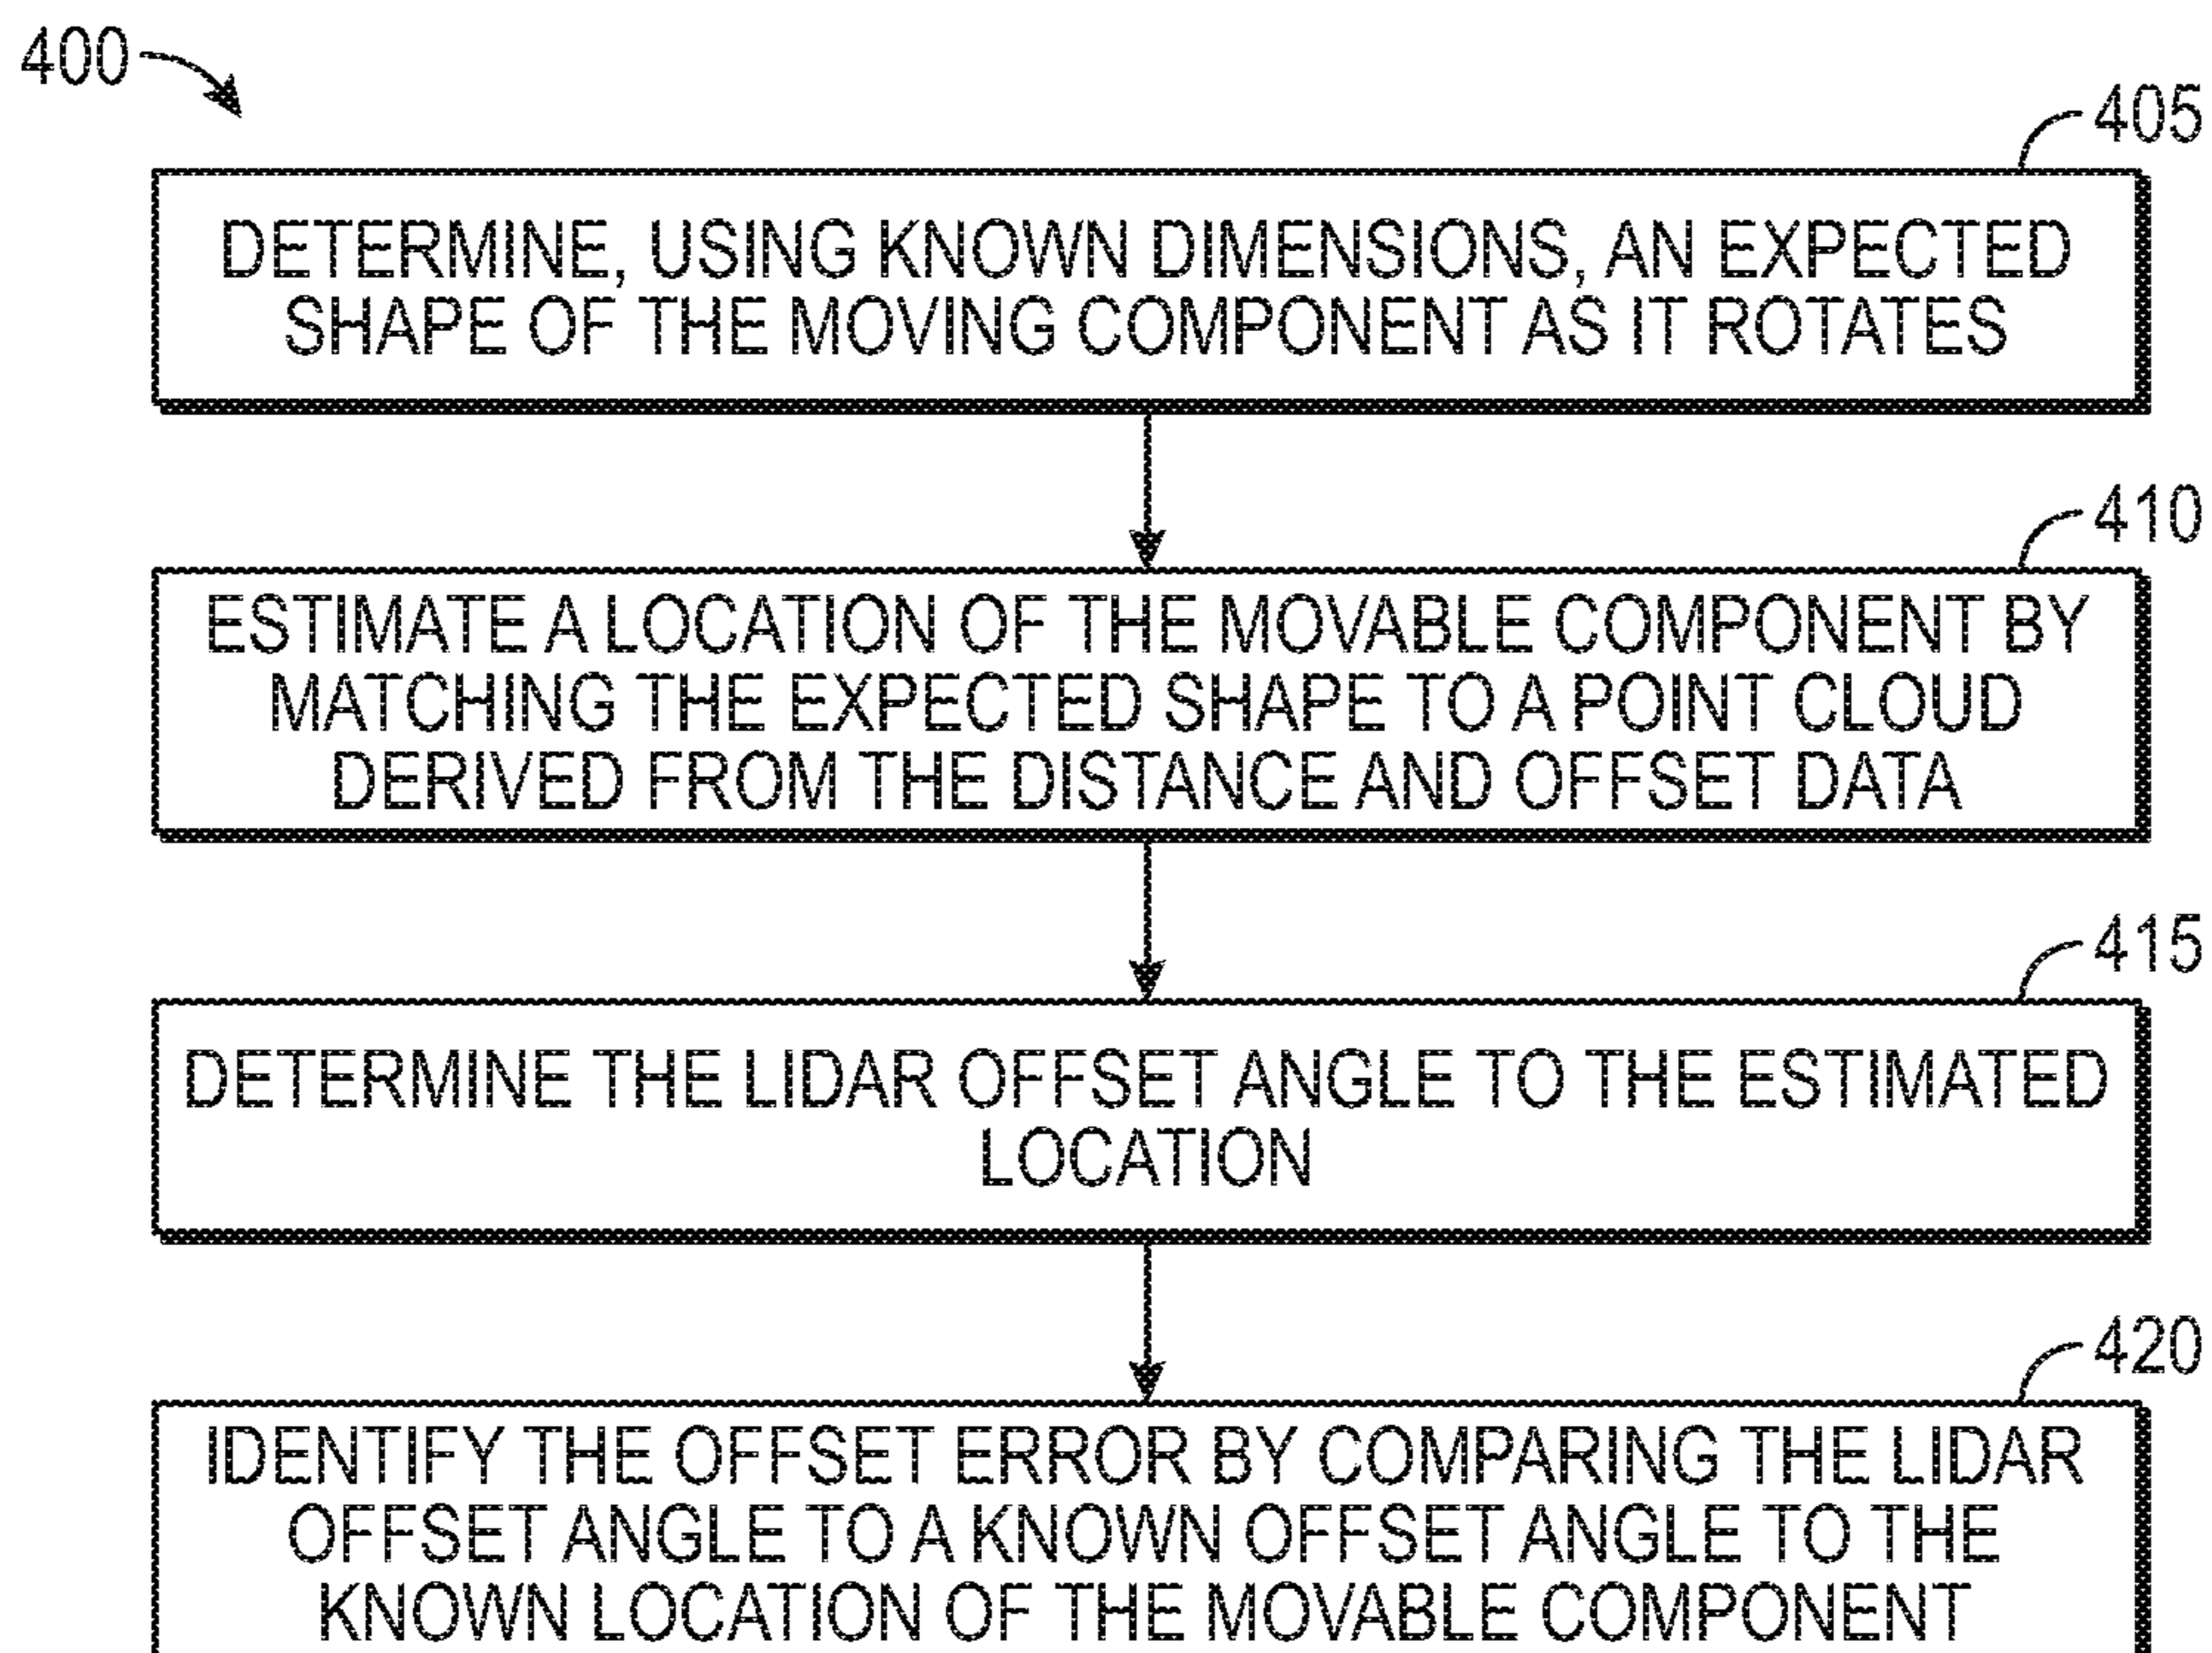 400
405
DETERMINE, USING KNOWN DIMENSIONS, AN EXPECTED
SHAPE OF THE MOVING COMPONENT AS IT ROTATES
410
ESTIMATE A LOCATION OF THE MOVABLE COMPONENT BY
MATCHING THE EXPECTED SHAPE TO A POINT CLOUD
DERIVED FROM THE DISTANCE AND OFFSET DATA
415
DETERMINE THE LIDAR OFFSET ANGLE TO THE ESTIMATED
LOCATION
420
IDENTIFY THE OFFSET ERROR BY COMPARING THE LIDAR
OFFSET ANGLE TO A KNOWN OFFSET ANGLE TO THE
KNOWN LOCATION OF THE MOVABLE COMPONENT